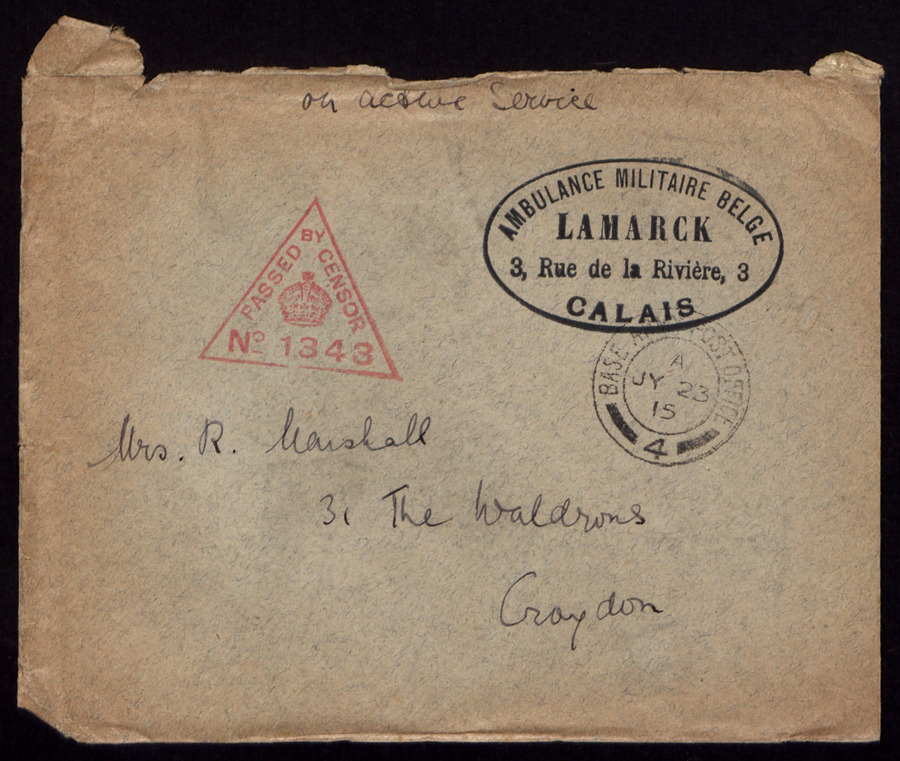 on active Service
AMBULANCE MILITAIRE BELGE
LAMARCK
3, Rue de la Rivière, 3
CALAIS
PASSED BY CENSOR
No 1343
BASE ARMY POST OFFICE
A
JY 23
15
4
Mrs. R. Marshall
31 The Waldrons
Croydon